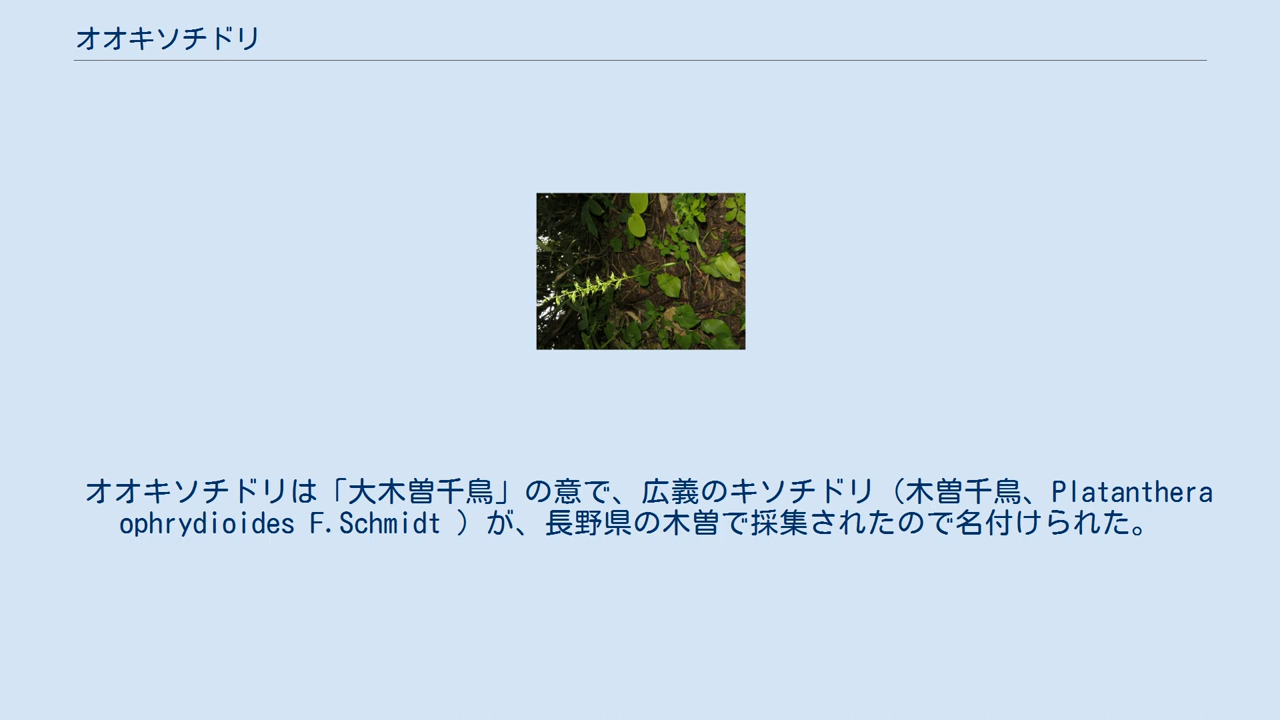 オオキソチドリ
オオキソチドリは「大木曽千鳥」の意で、広義のキソチドリ（木曽千鳥、Platanthera
ophrydioides F.Schmidt ）が、長野県の木曽で採集されたので名付けられた。